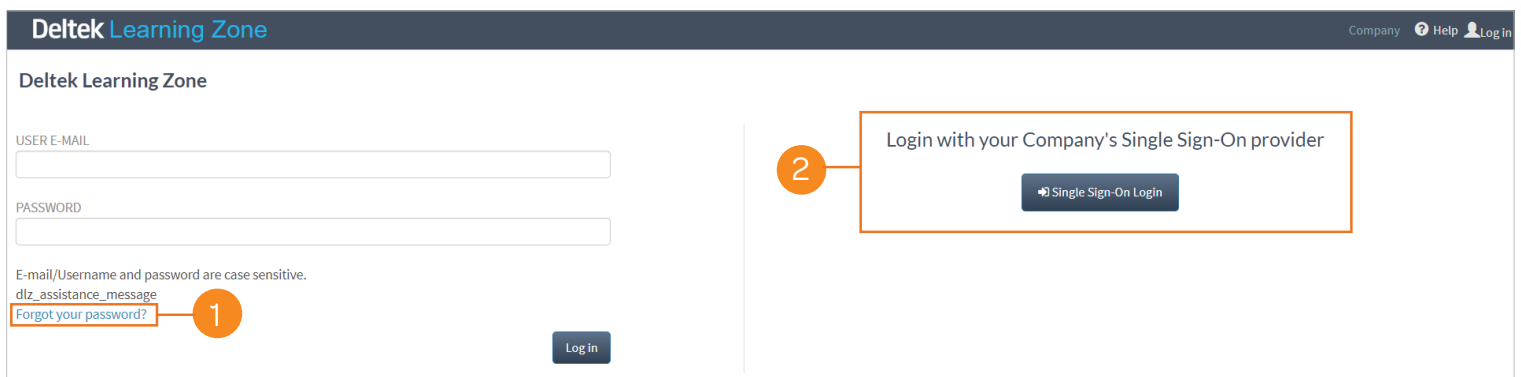 Deltek Learning Zone
Company Help Log in
Deltek Learning Zone
USER E-MAIL
PASSWORD
E-mail/Username and password are case sensitive.
dlz_assistance_message
Forgot your password?
1
Log in
2
Login with your Company's Single Sign-On provider
Single Sign-On Login